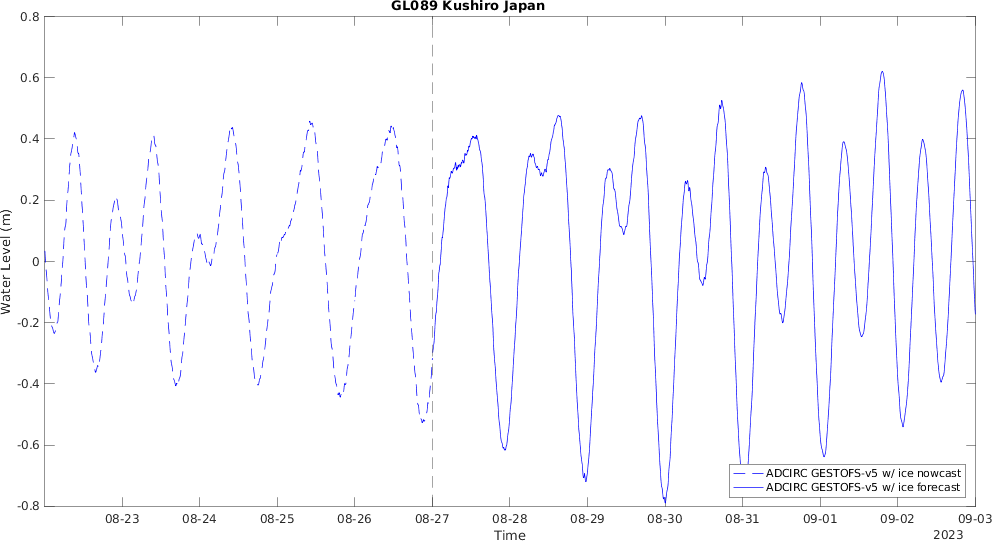 GL089 Kushiro Japan
Water Level (m)
0.8
0.6
0.4
0.2
0
-0.2
-0.4
-0.6
-0.8
ADCIRC GESTOFS-v5 w/ ice nowcast
ADCIRC GESTOFS-v5 w/ ice forecast
08-23 08-24 08-25 08-26 08-27 08-28 08-29 08-30 08-31 09-01 09-02 09-03
Time
2023